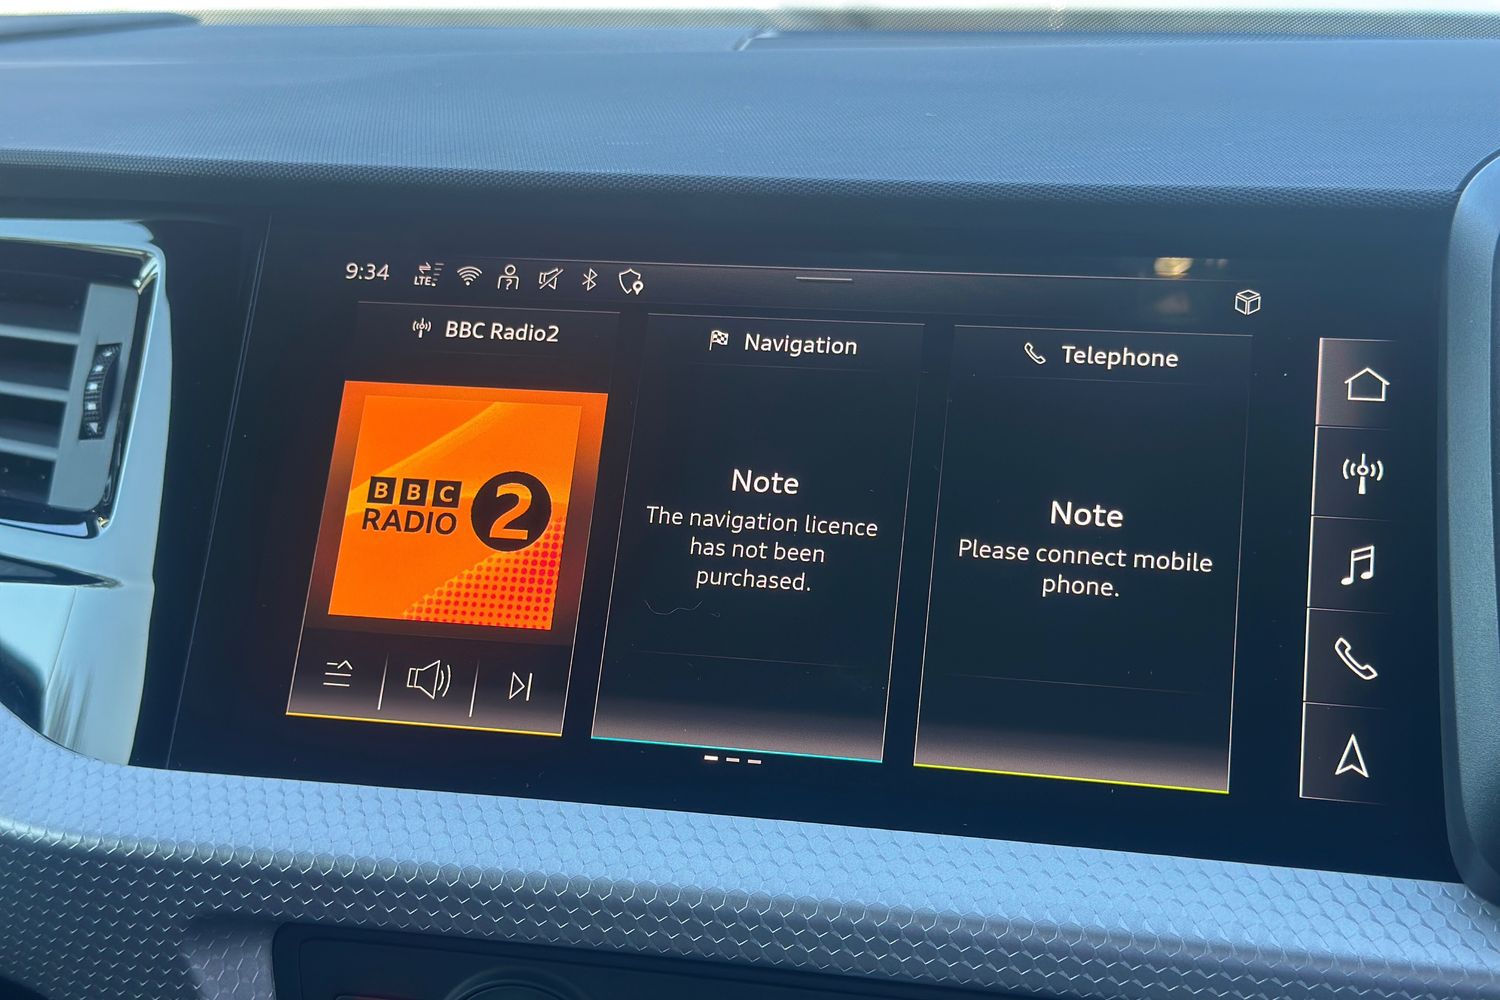 9:34
LTE
BBC Radio2
Navigation
Telephone
BBC
RADIO 2
Note
The navigation licence
has not been
purchased.
Note
Please connect mobile
phone.